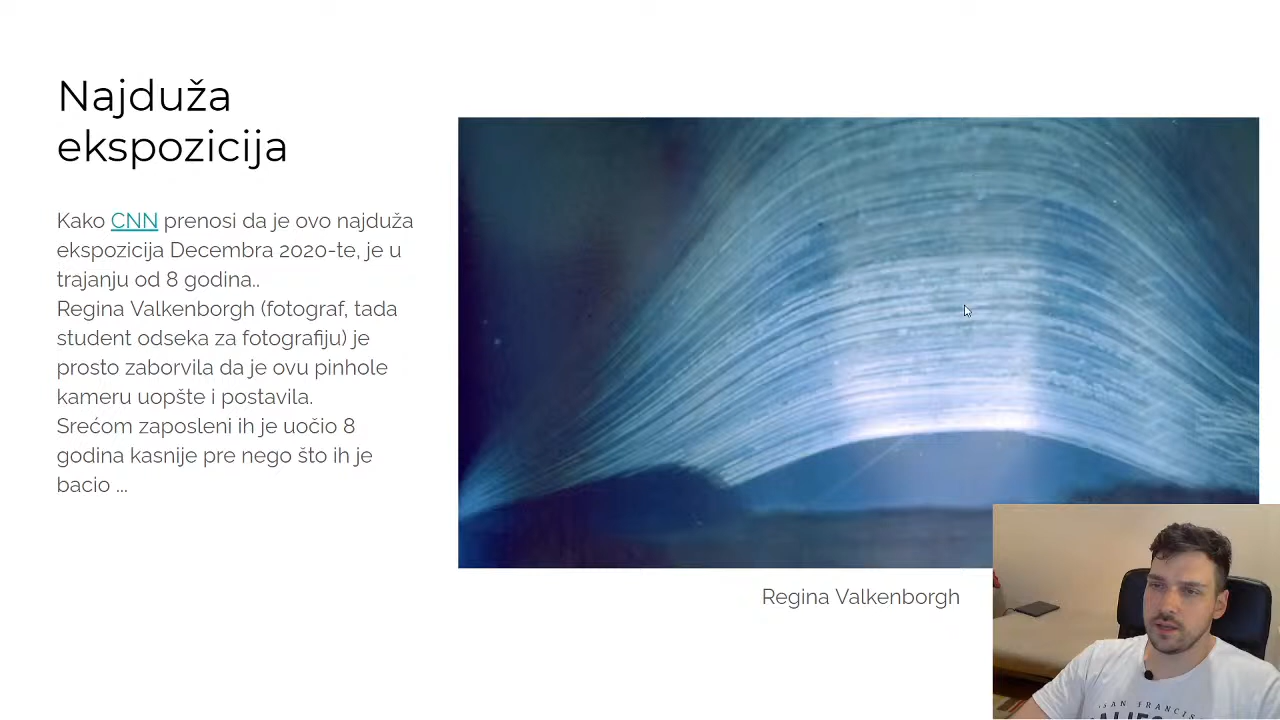 Najduža
ekspozicija
Kako CNN prenosi da je ovo najduža
ekspozicija Decembra 2020-te, je u
trajanju od 8 godina..
Regina Valkenborgh (fotograf, tada
student odseka za fotografiju) je
prosto zaborvila da je ovu pinhole
kameru uopšte i postavila.
Srećom zaposleni ih je uočio 8
godina kasnije pre nego što ih je
bacio ...
Regina Valkenborgh